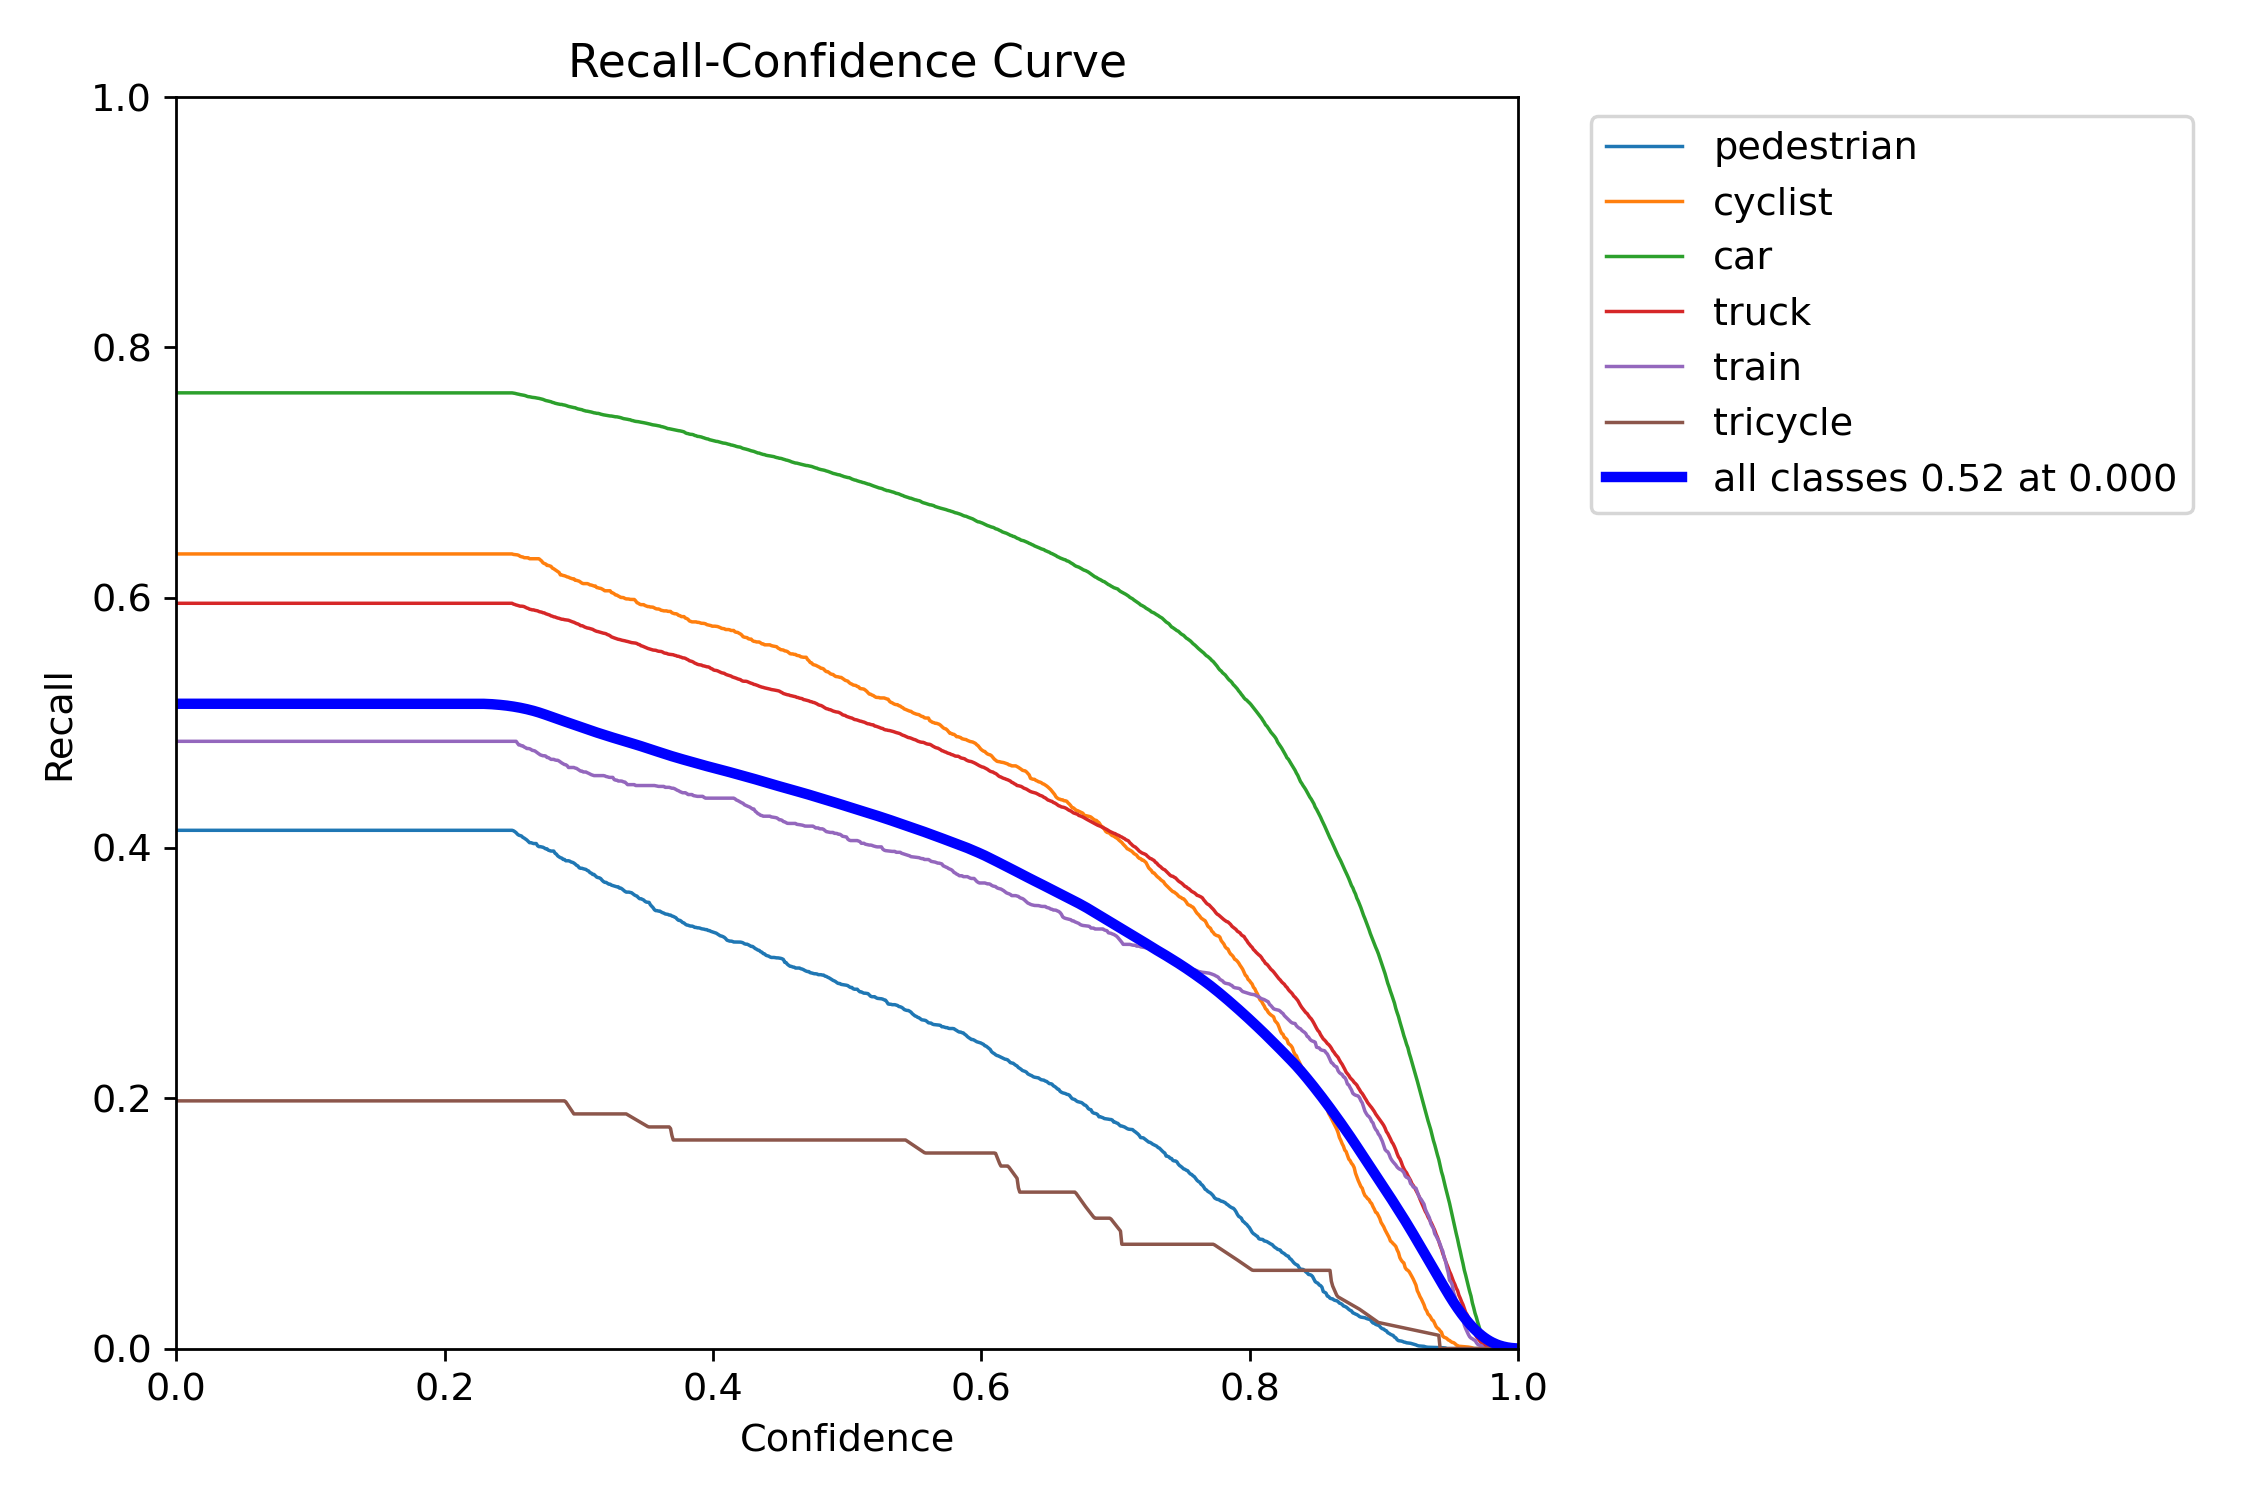 Recall-Confidence Curve
1.0
0.8
0.6
0.4
0.2
0.0
Recall
0.0 0.2 0.4 0.6 0.8 1.0
Confidence
pedestrian
cyclist
car
truck
train
tricycle
all classes 0.52 at 0.000